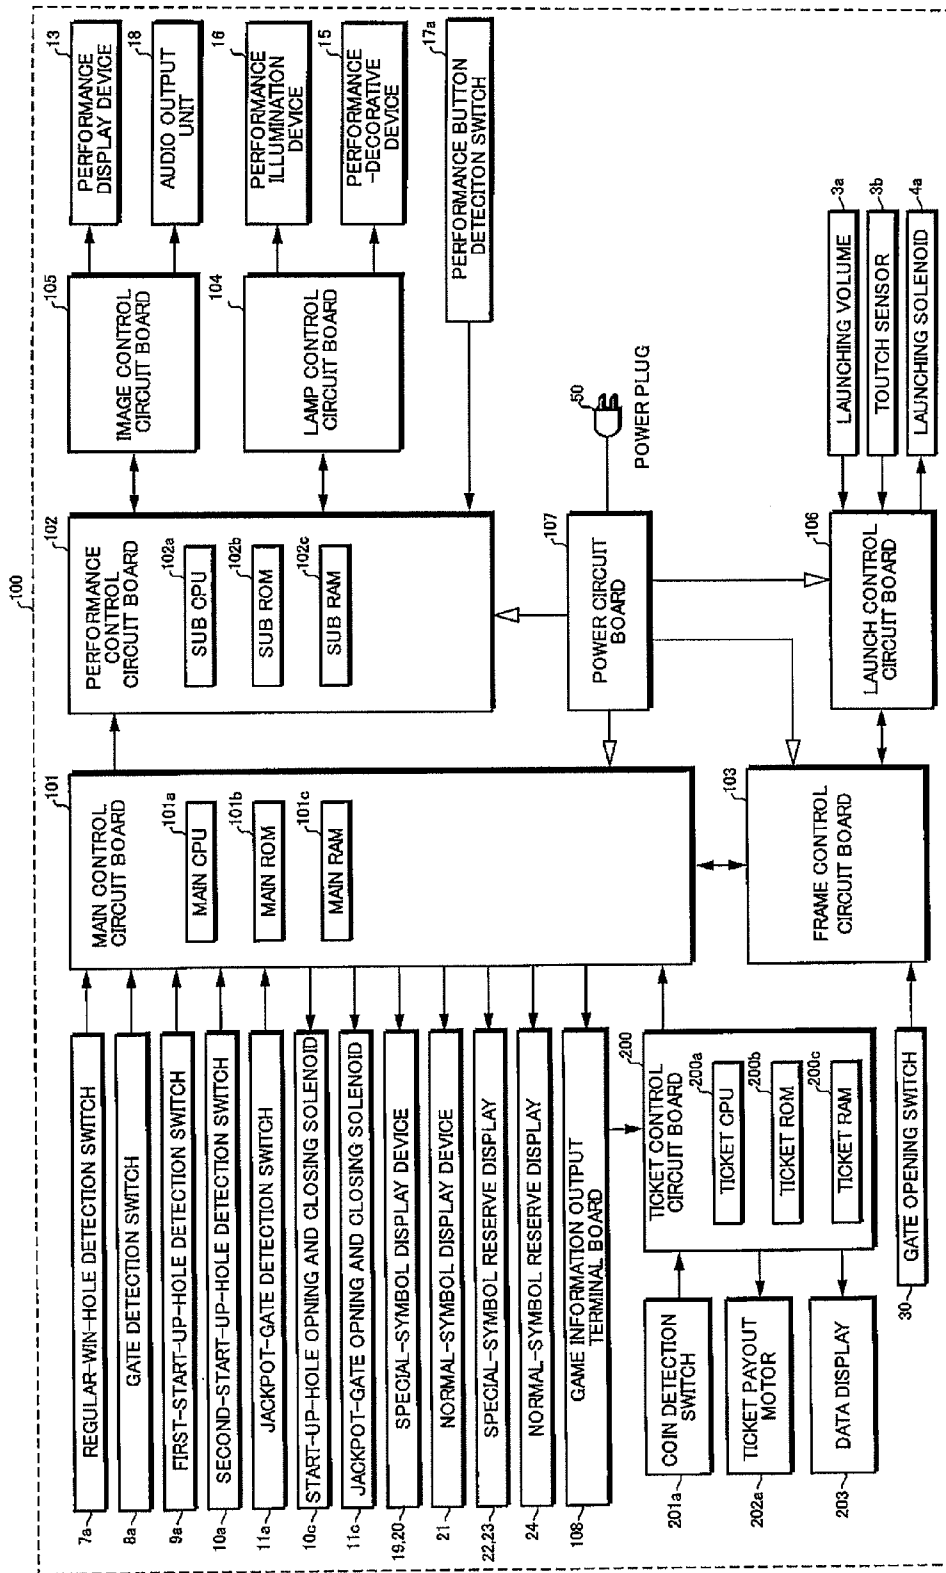 100
7a
REGULAR-WIN-HOLE DETECTION SWITCH
8a
GATE DETECTION SWITCH
9a
FIRST-START-UP-HOLE DETECTION SWITCH
10a
SECOND-START-UP-HOLE DETECTION SWITCH
11a
JACKPOT-GATE DETECTION SWITCH
10c
START-UP-HOLE OPNING AND CLOSING SOLENOID
11c
JACKPOT-GATE OPNING AND CLOSING SOLENOID
19,20
SPECIAL-SYMBOL DISPLAY DEVICE
21
NORMAL-SYMBOL DISPLAY DEVICE
22,23
SPECIAL-SYMBOL RESERVE DISPLAY
24
NORMAL-SYMBOL RESERVE DISPLAY
108
GAME INFORMATION OUTPUT
TERMINAL BOARD
201a
COIN DETECTION
SWITCH
202a
TICKET PAYOUT
MOTOR
203
DATA DISPLAY
200
TICKET CONTROL
CIRCUIT BOARD
200a
TICKET CPU
200b
TICKET ROM
200c
TICKET RAM
30
GATE OPENING SWITCH
101
MAIN CONTROL
CIRCUIT BOARD
101a
MAIN CPU
101b
MAIN ROM
101c
MAIN RAM
103
FRAME CONTROL
CIRCUIT BOARD
102
PERFORMANCE
CONTROL
CIRCUIT BOARD
102a
SUB CPU
102b
SUB ROM
102c
SUB RAM
107
POWER CIRCUIT
BOARD
50
POWER PLUG
106
LAUNCH CONTROL
CIRCUIT BOARD
105
IMAGE CONTROL
CIRCUIT BOARD
104
LAMP CONTROL
CIRCUIT BOARD
13
PERFORMANCE
DISPLAY DEVICE
18
AUDIO OUTPUT
UNIT
16
PERFORMANCE
ILLUMINATION
DEVICE
15
PERFORMANCE
-DECORATIVE
DEVICE
17a
PERFORMANCE BUTTON
DETECITON SWITCH
3a
LAUNCHING VOLUME
3b
TOUTCH SENSOR
4a
LAUNCHING SOLENOID